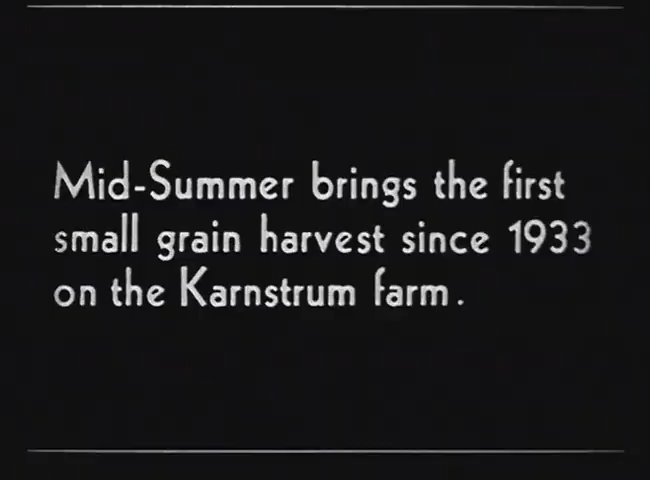 Mid-Summer brings the first
small grain harvest since 1933
on the Karnstrum farm.